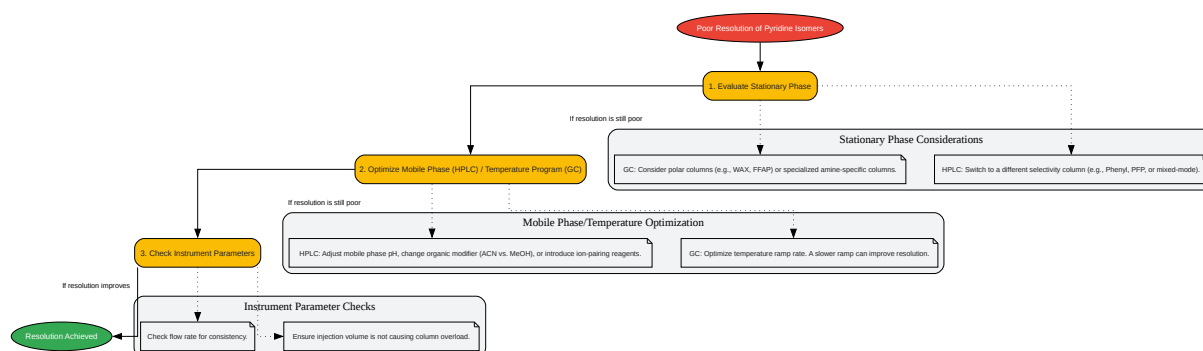 Poor Resolution of Pyridine Isomers
1. Evaluate Stationary Phase
If resolution is still poor
Stationary Phase Considerations
GC: Consider polar columns (e.g., WAX, FFAP) or specialized amine-specific columns.
HPLC: Switch to a different selectivity column (e.g., Phenyl, PFP, or mixed-mode).
2. Optimize Mobile Phase (HPLC) / Temperature Program (GC)
If resolution is still poor
Mobile Phase/Temperature Optimization
HPLC: Adjust mobile phase pH, change organic modifier (ACN vs. MeOH), or introduce ion-pairing reagents.
GC: Optimize temperature ramp rate. A slower ramp can improve resolution.
3. Check Instrument Parameters
If resolution improves
Instrument Parameter Checks
Resolution Achieved
Check flow rate for consistency.
Ensure injection volume is not causing column overload.